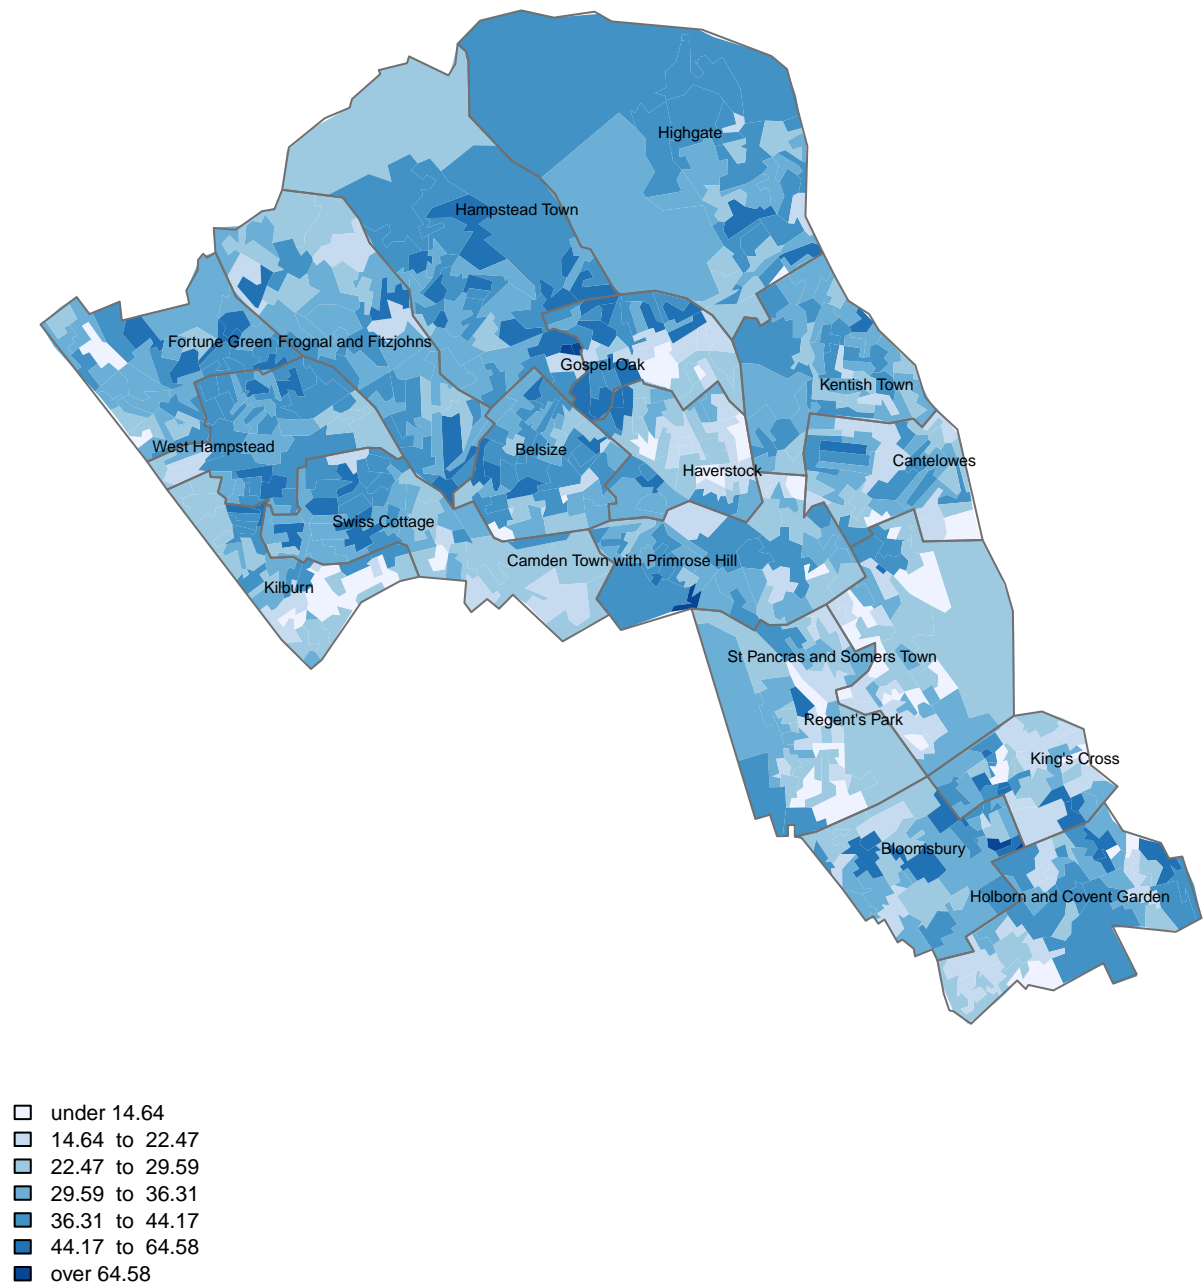 Highgate
Hampstead Town
Fortune Green
Frognal and Fitzjohns
Gospel Oak
Kentish Town
West Hampstead
Belsize
Haverstock
Cantelowes
Swiss Cottage
Camden Town with Primrose Hill
Kilburn
St Pancras and Somers Town
Regent's Park
King's Cross
Bloomsbury
Holborn and Covent Garden
under 14.64
14.64 to 22.47
22.47 to 29.59
29.59 to 36.31
36.31 to 44.17
44.17 to 64.58
over 64.58